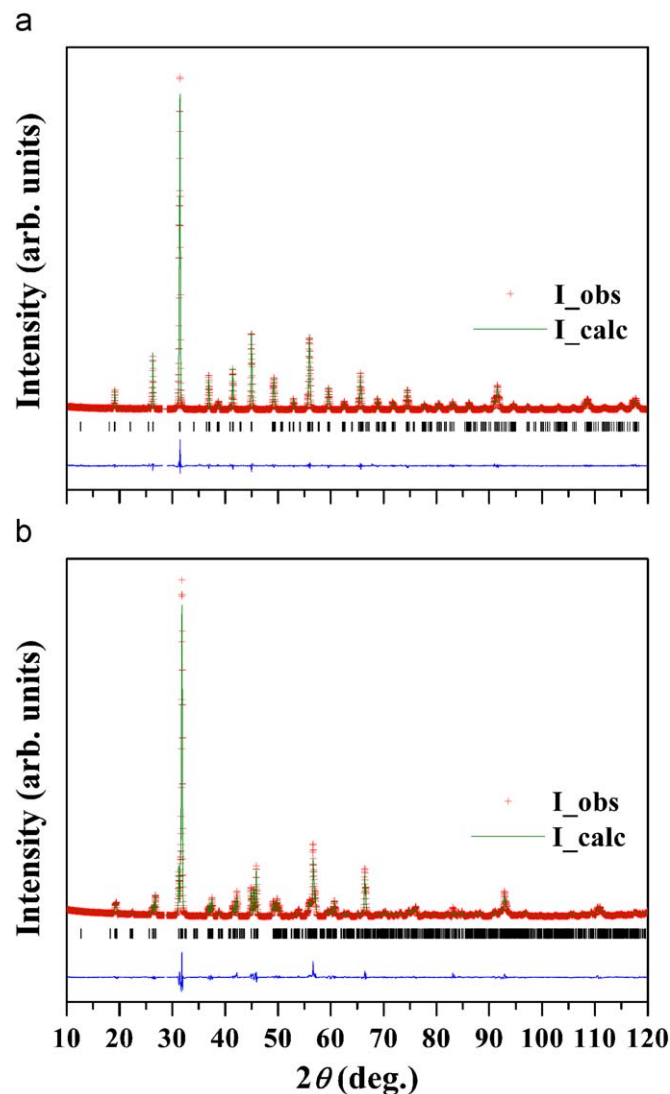 a
Intensity (arb. units)
I_obs
I_calc
b
Intensity (arb. units)
I_obs
I_calc
10 20 30 40 50 60 70 80 90 100 110 120
2θ (deg.)